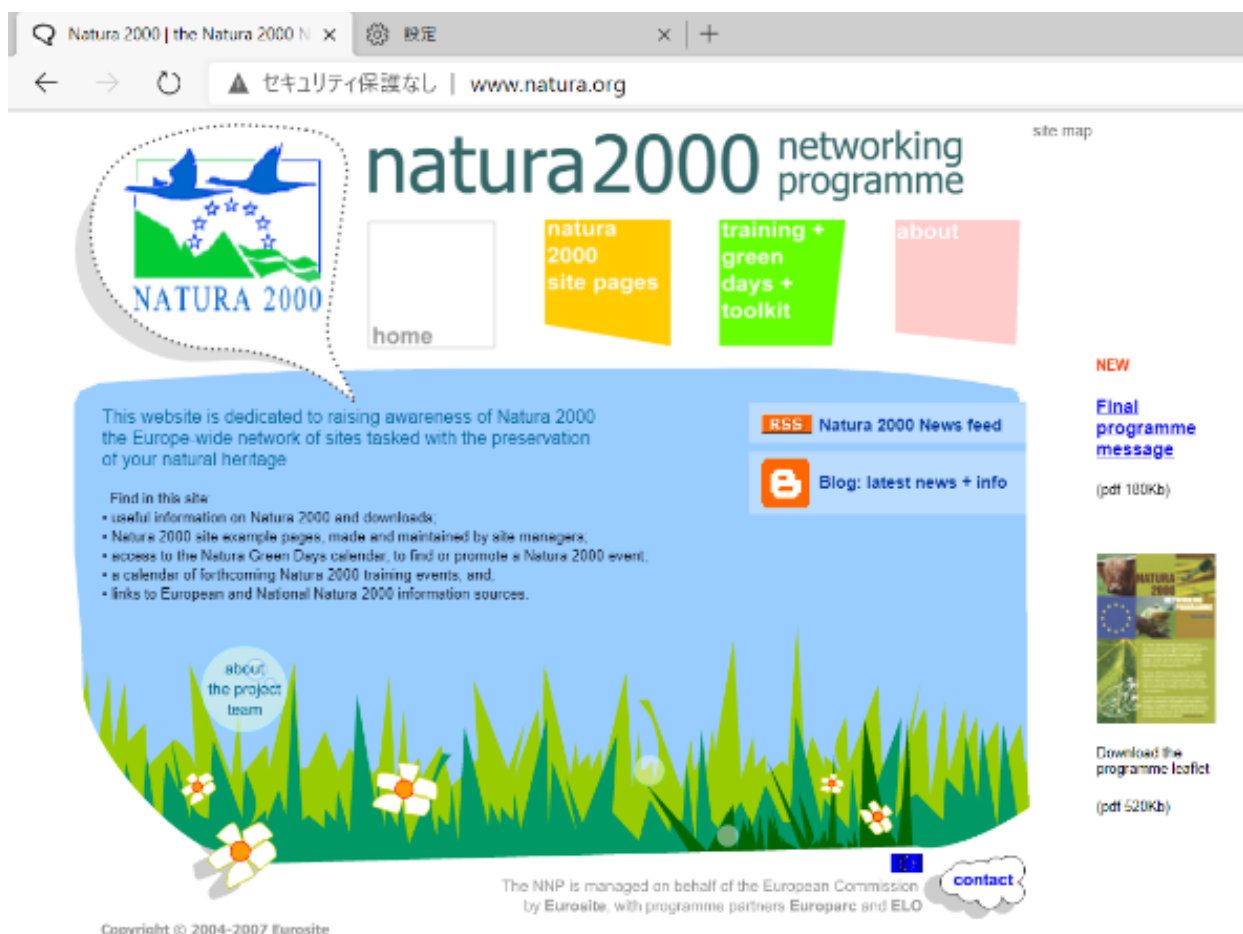 Natura 2000 | the Natura 2000 N
設定
セキュリティ保護なし | www.natura.org
natura2000 networking programme
site map
NATURA 2000
home
natura 2000 site pages
training + green days + toolkit
about
NEW
Final
programme
message
(pdf 180Kb)
This website is dedicated to raising awareness of Natura 2000
the Europe-wide network of sites tasked with the preservation
of your natural heritage
RSS Natura 2000 News feed
Blog: latest news + info
Find in this site:
• useful information on Natura 2000 and downloads;
• Natura 2000 site example pages, made and maintained by site managers,
• access to the Natura Green Days calendar, to find or promote a Natura 2000 event,
• a calendar of forthcoming Natura 2000 training events, and,
• links to European and National Natura 2000 information sources.
about
the project
team
NATURA
2000
NETWORKING
PROGRAMME
Download the
programme leaflet
(pdf 520Kb)
The NNP is managed on behalf of the European Commission
by Eurosite, with programme partners Europarc and ELO
contact
Copyright © 2004-2007 Eurosite